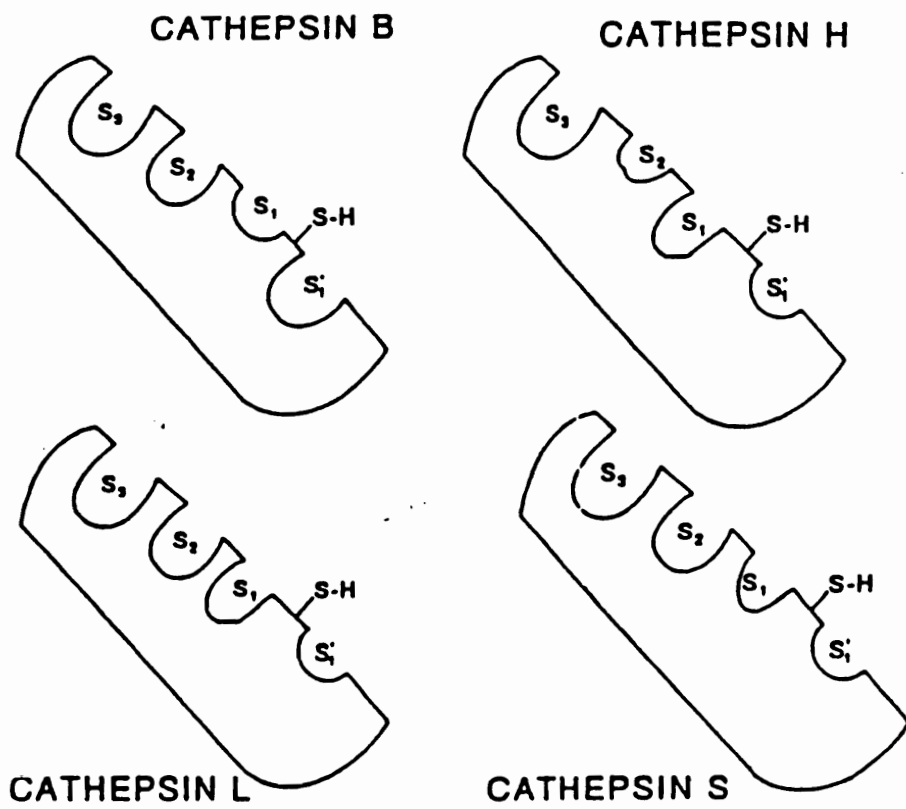 CATHEPSIN B
S₃
S₂
S₁
S-H
S₁'
CATHEPSIN H
S₃
S₂
S₁
S-H
S₁'
S₃
S₂
S₁
S-H
S₁'
CATHEPSIN L
S₃
S₂
S₁
S-H
S₁'
CATHEPSIN S